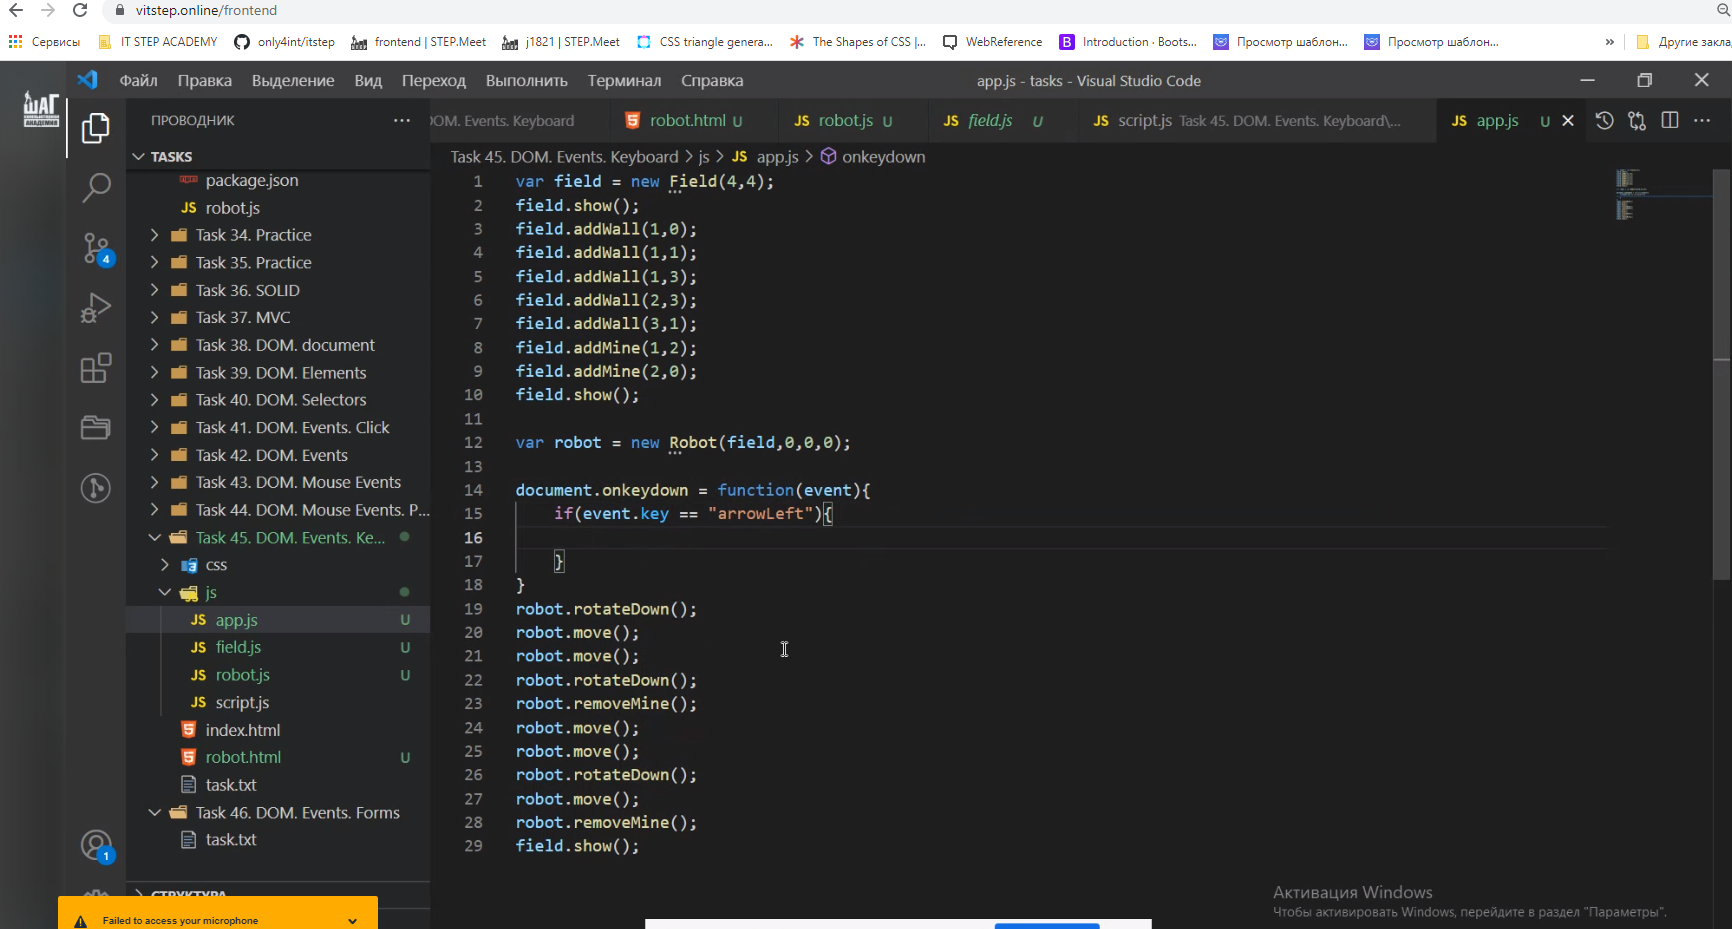 vitstep.online/frontend
Сервисы IT STEP ACADEMY only4int/itstep frontend | STEP.Meet j1821 | STEP.Meet CSS triangle genera... The Shapes of CSS |... WebReference Introduction · Boots... Просмотр шаблон... Просмотр шаблон... » Другие закла
ШАГ
Файл Правка Выделение Вид Переход Выполнить Терминал Справка app.js - tasks - Visual Studio Code
ПРОВОДНИК ···
OM. Events. Keyboard robot.html U JS robot.js U JS field.js U JS script.js Task 45. DOM. Events. Keyboard\... JS app.js U
TASKS
package.json
JS robot.js
Task 34. Practice
Task 35. Practice
Task 36. SOLID
Task 37. MVC
Task 38. DOM. document
Task 39. DOM. Elements
Task 40. DOM. Selectors
Task 41. DOM. Events. Click
Task 42. DOM. Events
Task 43. DOM. Mouse Events
Task 44. DOM. Mouse Events. P...
Task 45. DOM. Events. Ke...
css
js
JS app.js U
JS field.js U
JS robot.js U
JS script.js
index.html
robot.html U
task.txt
Task 46. DOM. Events. Forms
task.txt
СТРУКТУРА
4
1
Failed to access your microphone
Task 45. DOM. Events. Keyboard > js > JS app.js > onkeydown
1 var field = new Field(4,4);
2 field.show();
3 field.addWall(1,0);
4 field.addWall(1,1);
5 field.addWall(1,3);
6 field.addWall(2,3);
7 field.addWall(3,1);
8 field.addMine(1,2);
9 field.addMine(2,0);
10 field.show();
11
12 var robot = new Robot(field,0,0,0);
13
14 document.onkeydown = function(event){
15 if(event.key == "arrowLeft"){
16
17 }
18 }
19 robot.rotateDown();
20 robot.move();
21 robot.move();
22 robot.rotateDown();
23 robot.removeMine();
24 robot.move();
25 robot.move();
26 robot.rotateDown();
27 robot.move();
28 robot.removeMine();
29 field.show();
Активация Windows
Чтобы активировать Windows, перейдите в раздел "Параметры".